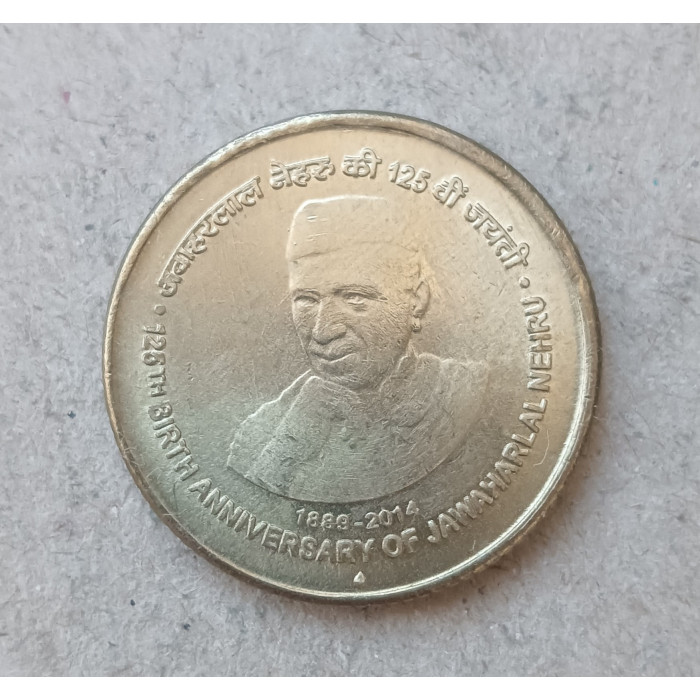 जवाहरलाल नेहरू की 125 वीं जयंती
125TH BIRTH ANNIVERSARY OF JAWAHARLAL NEHRU
1889-2014